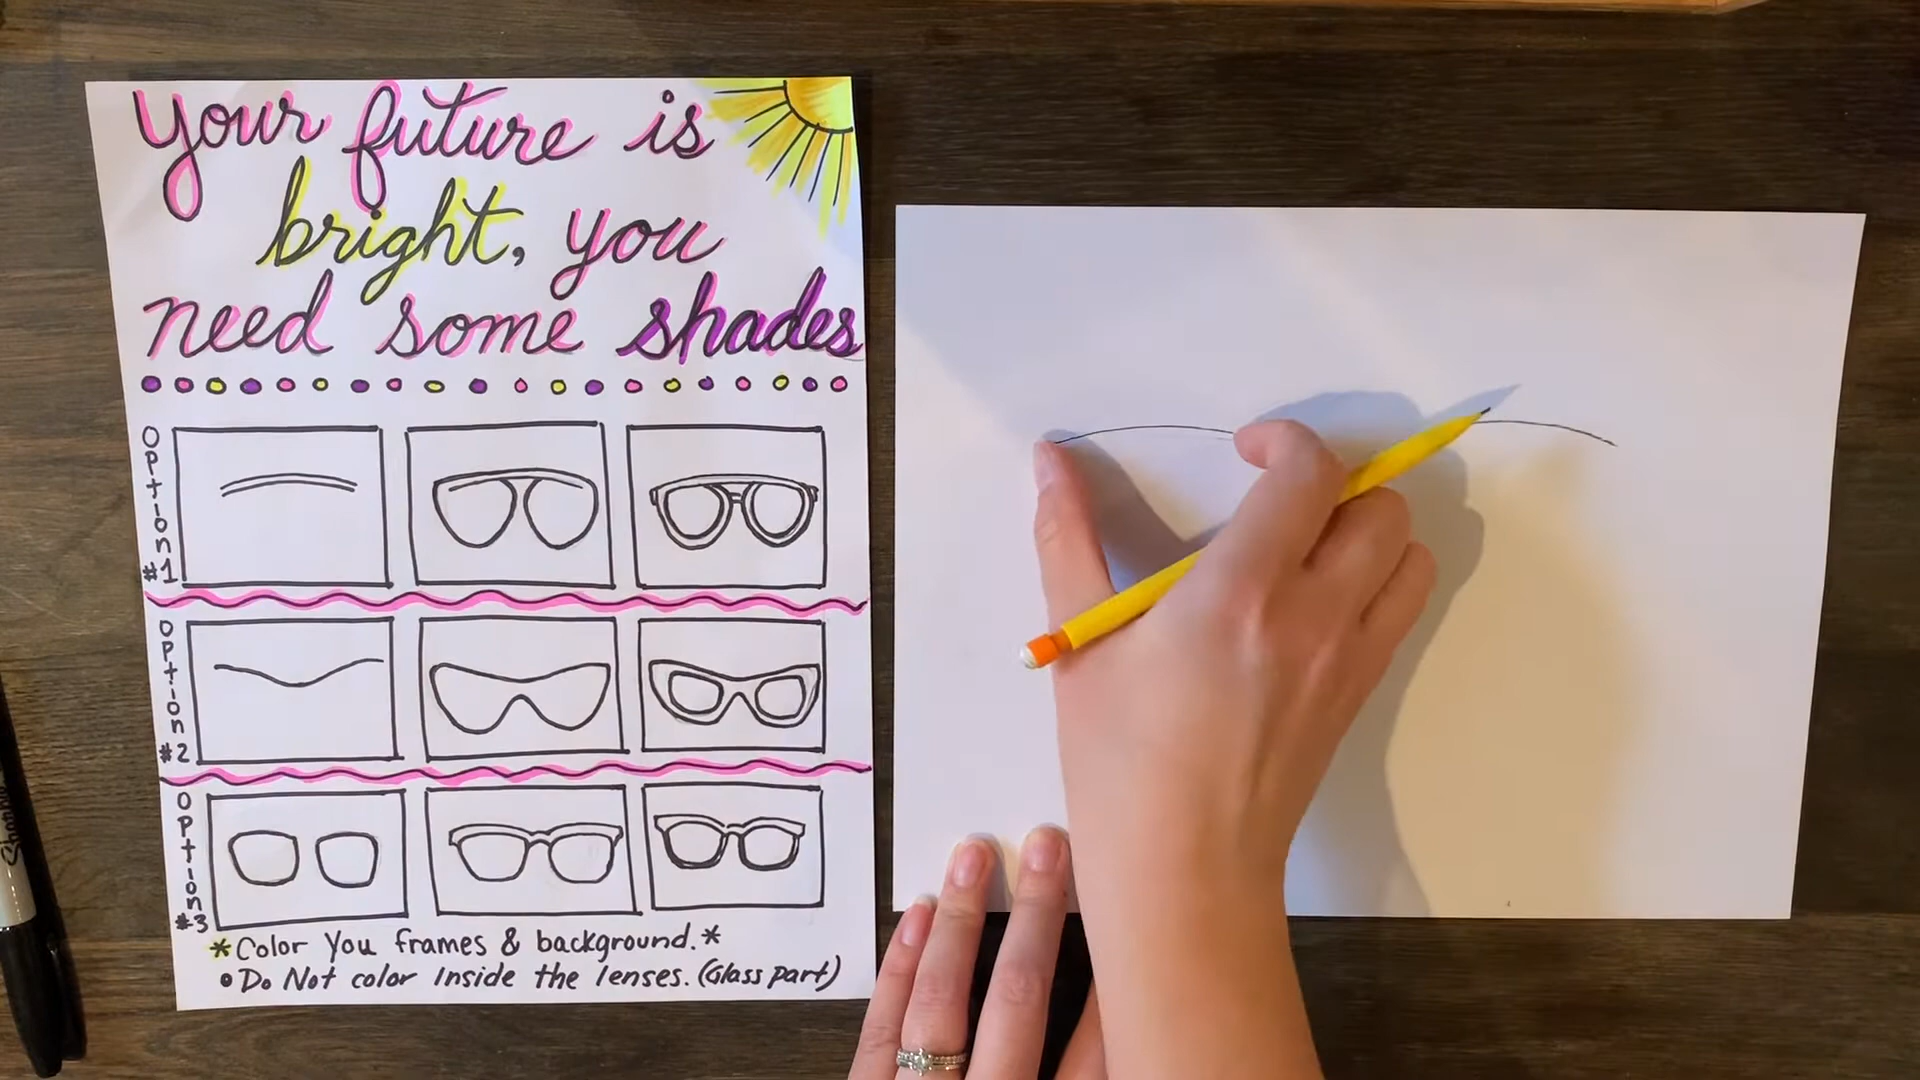 Your future is
bright, you
need some shades
Option #1
Option #2
Option #3
*Color You frames & background.*
•Do Not color Inside the lenses. (Glass part)
Sharpie